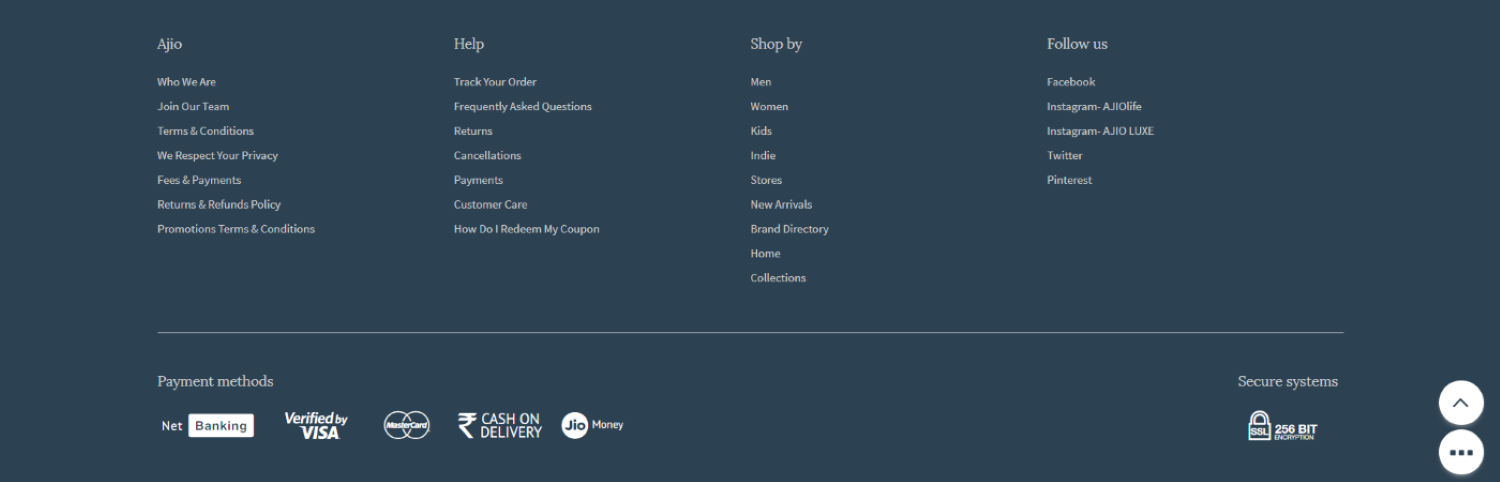 Ajio
Who We Are
Join Our Team
Terms & Conditions
We Respect Your Privacy
Fees & Payments
Returns & Refunds Policy
Promotions Terms & Conditions
Help
Track Your Order
Frequently Asked Questions
Returns
Cancellations
Payments
Customer Care
How Do I Redeem My Coupon
Shop by
Men
Women
Kids
Indie
Stores
New Arrivals
Brand Directory
Home
Collections
Follow us
Facebook
Instagram- AJIOlife
Instagram- AJIO LUXE
Twitter
Pinterest
Payment methods
Net Banking
Verified by
VISA
MasterCard
₹ CASH ON
DELIVERY
Jio Money
Secure systems
SSL 256 BIT
ENCRYPTION